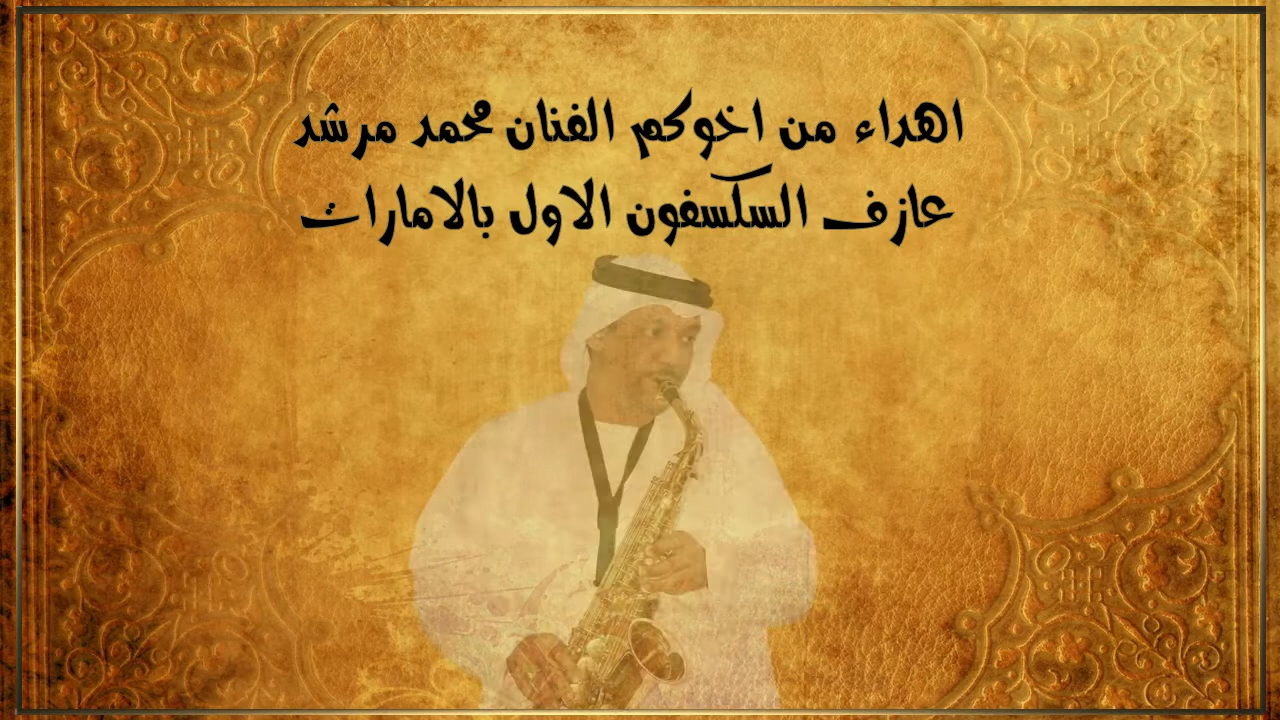 اهداء من اخوكم الفنان محمد مرشد
عازف السكسفون الاول بالامارات